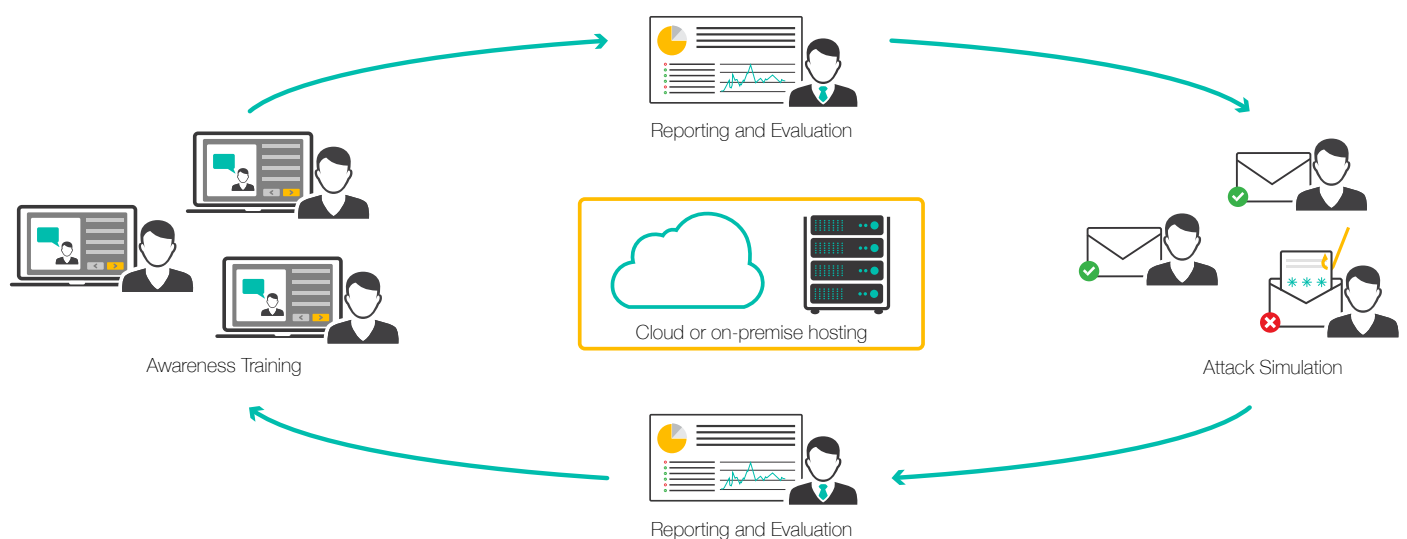 Reporting and Evaluation
Cloud or on-premise hosting
Awareness Training
Attack Simulation
Reporting and Evaluation